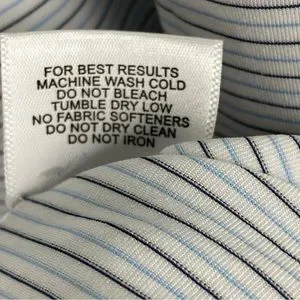 FOR BEST RESULTS
MACHINE WASH COLD
DO NOT BLEACH
TUMBLE DRY LOW
NO FABRIC SOFTENERS
DO NOT DRY CLEAN
DO NOT IRON